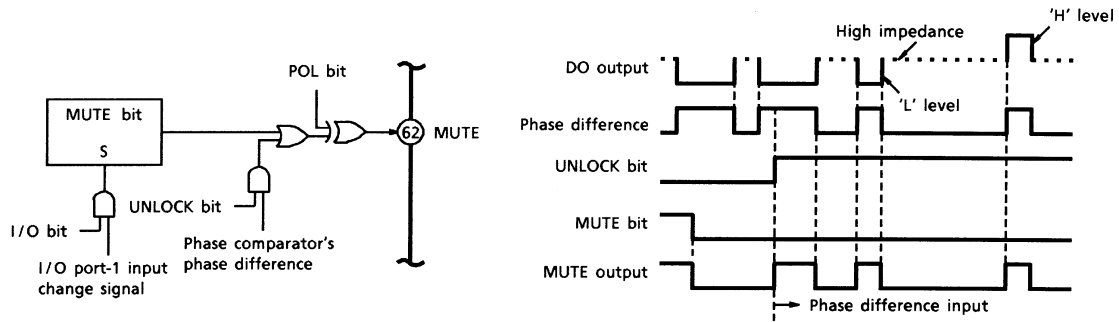 POL bit
MUTE bit
S
62
MUTE
UNLOCK bit
I/O bit
Phase comparator's
phase difference
I/O port-1 input
change signal
'H' level
High impedance
DO output
'L' level
Phase difference
UNLOCK bit
MUTE bit
MUTE output
Phase difference input